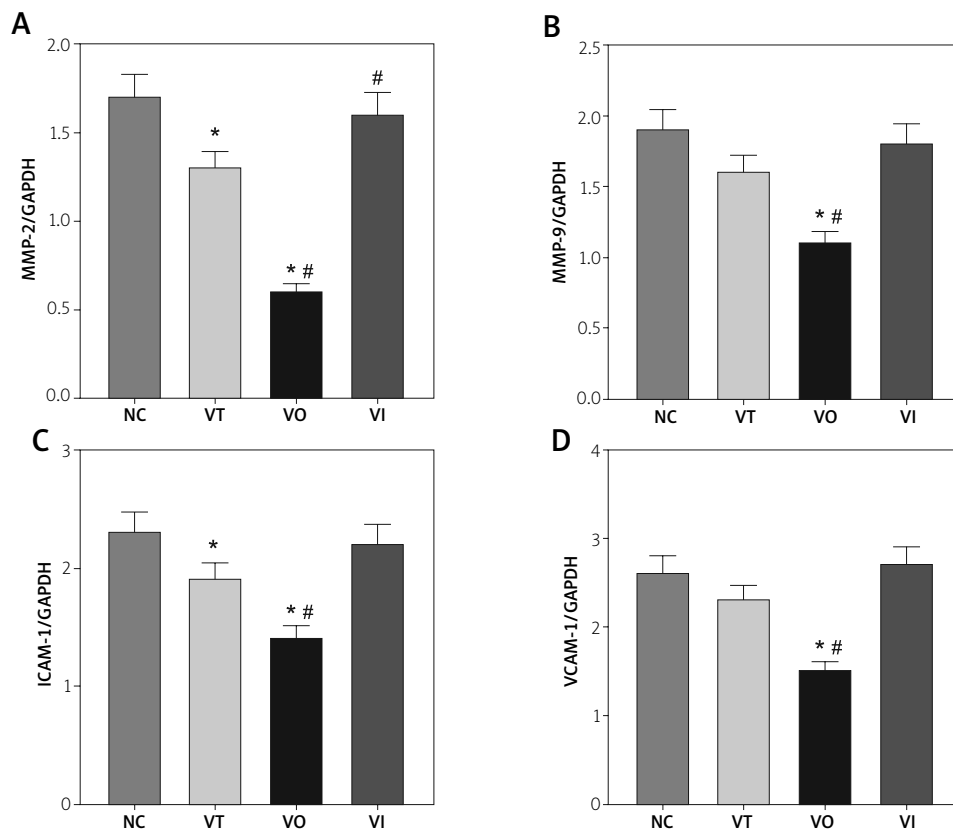 A
MMP-2/GAPDH
2.0
1.5
1.0
0.5
0.0
*
* #
#
NC VT VO VI
B
MMP-9/GAPDH
2.5
2.0
1.5
1.0
0.5
0.0
* #
NC VT VO VI
C
ICAM-1/GAPDH
3
2
1
0
*
* #
NC VT VO VI
D
VCAM-1/GAPDH
4
3
2
1
0
* #
NC VT VO VI